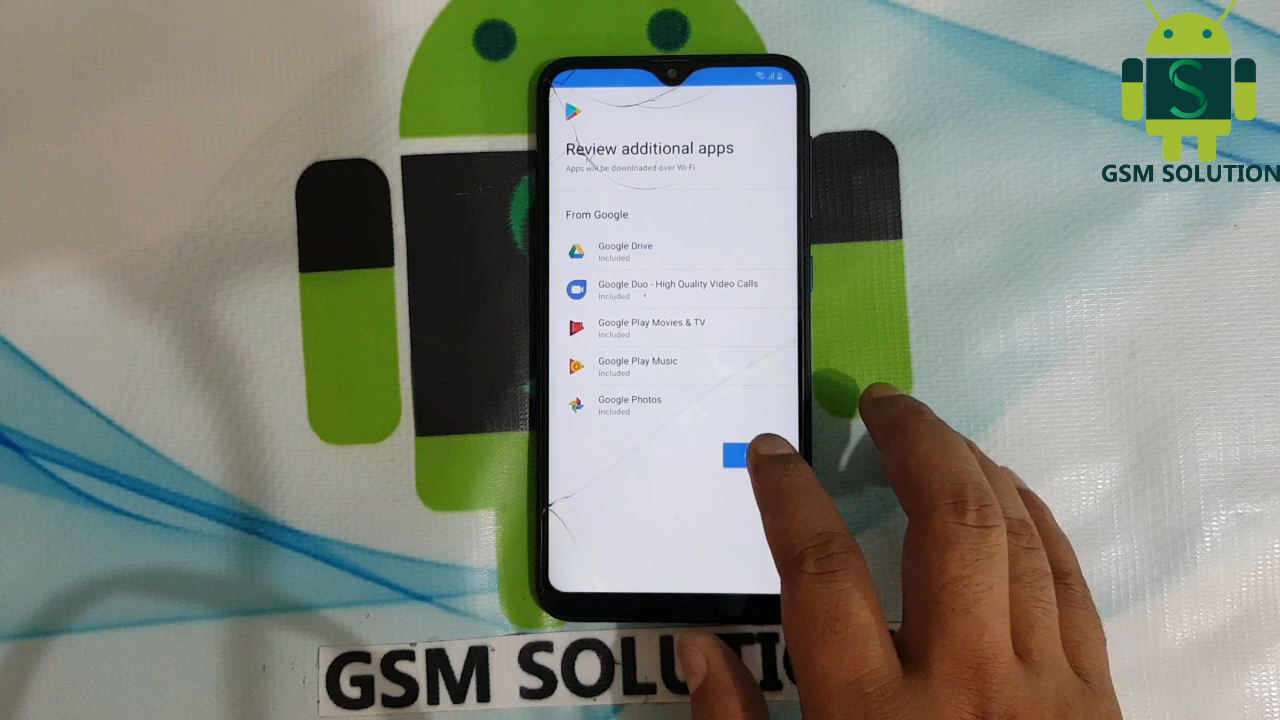 Review additional apps
Apps will be downloaded over Wi-Fi
From Google
Google Drive
Included
Google Duo - High Quality Video Calls
Included
Google Play Movies & TV
Included
Google Play Music
Included
Google Photos
Included
S
GSM SOLUTION
GSM SOLUTI